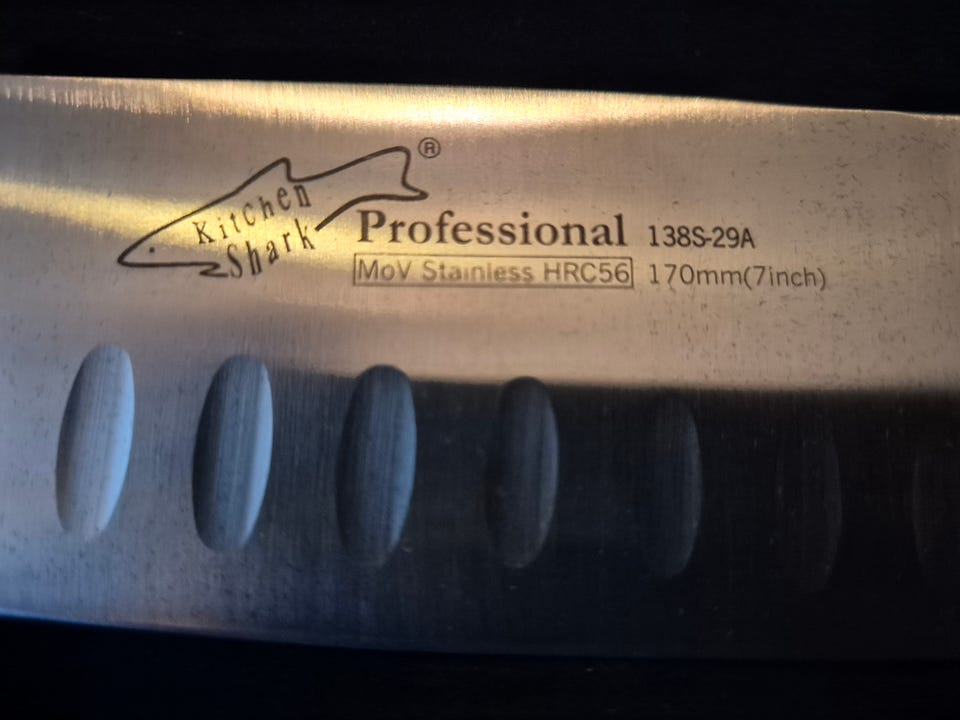 Kitchen
Shark
®
Professional 138S-29A
MoV Stainless HRC56 170mm(7inch)